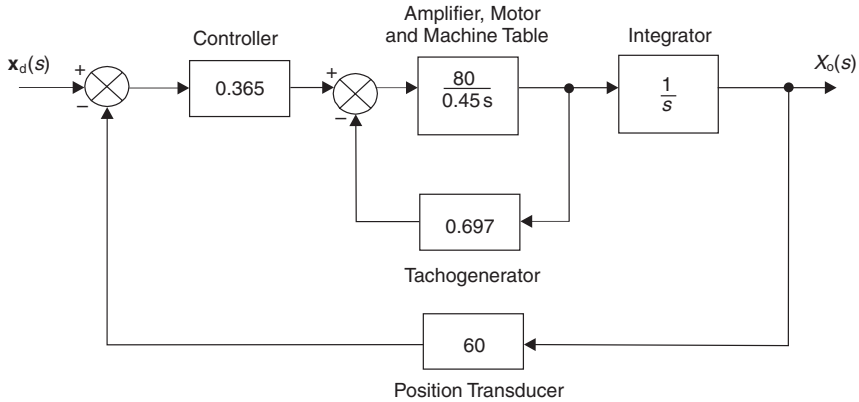 Controller
Amplifier, Motor
and Machine Table
Integrator
x_d(s)
X_o(s)
+
−
0.365
+
−
80
0.45 s
1
s
0.697
Tachogenerator
60
Position Transducer